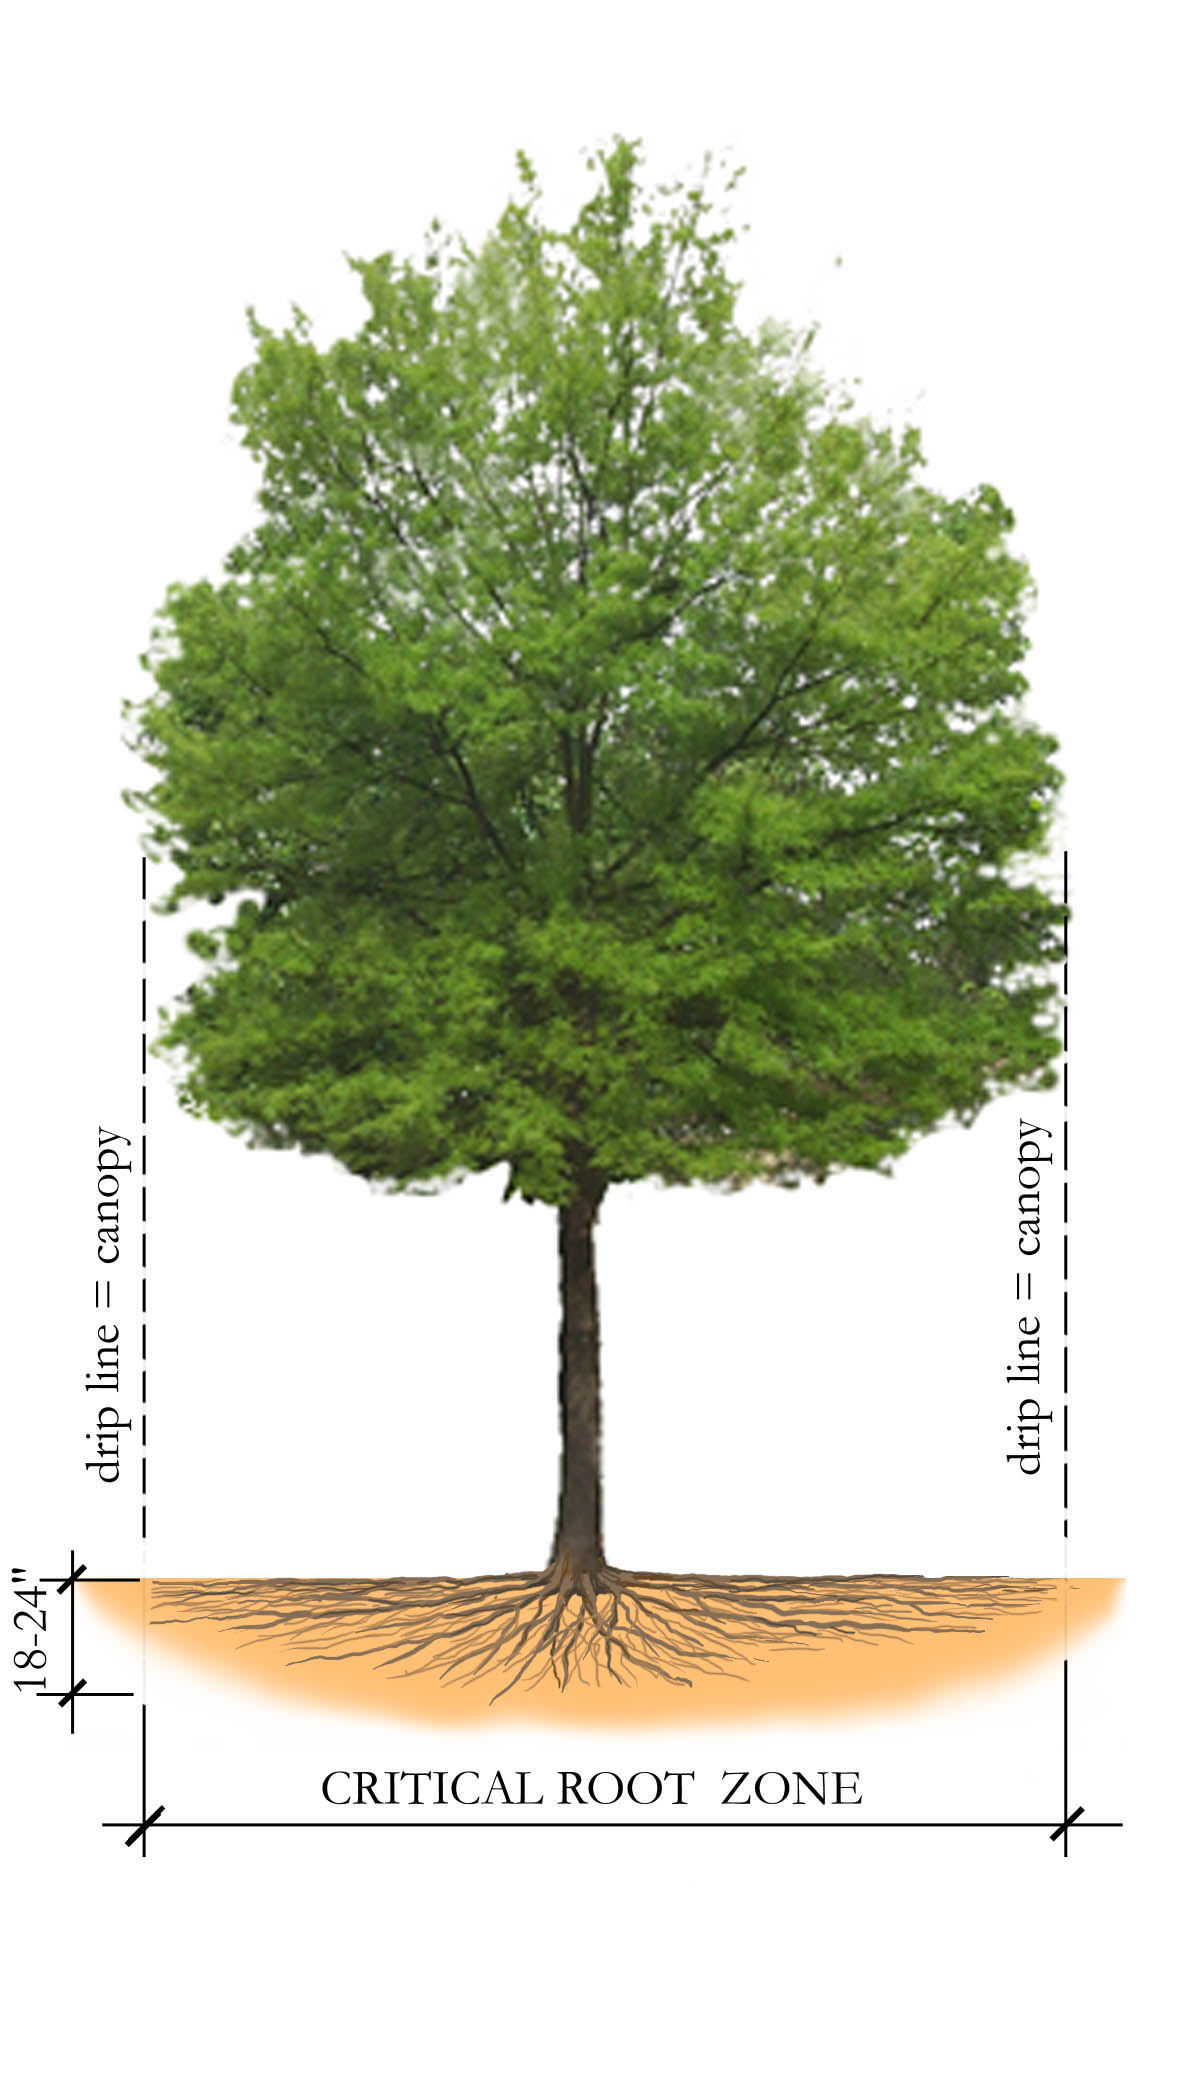 drip line = canopy
drip line = canopy
18-24"
CRITICAL ROOT ZONE